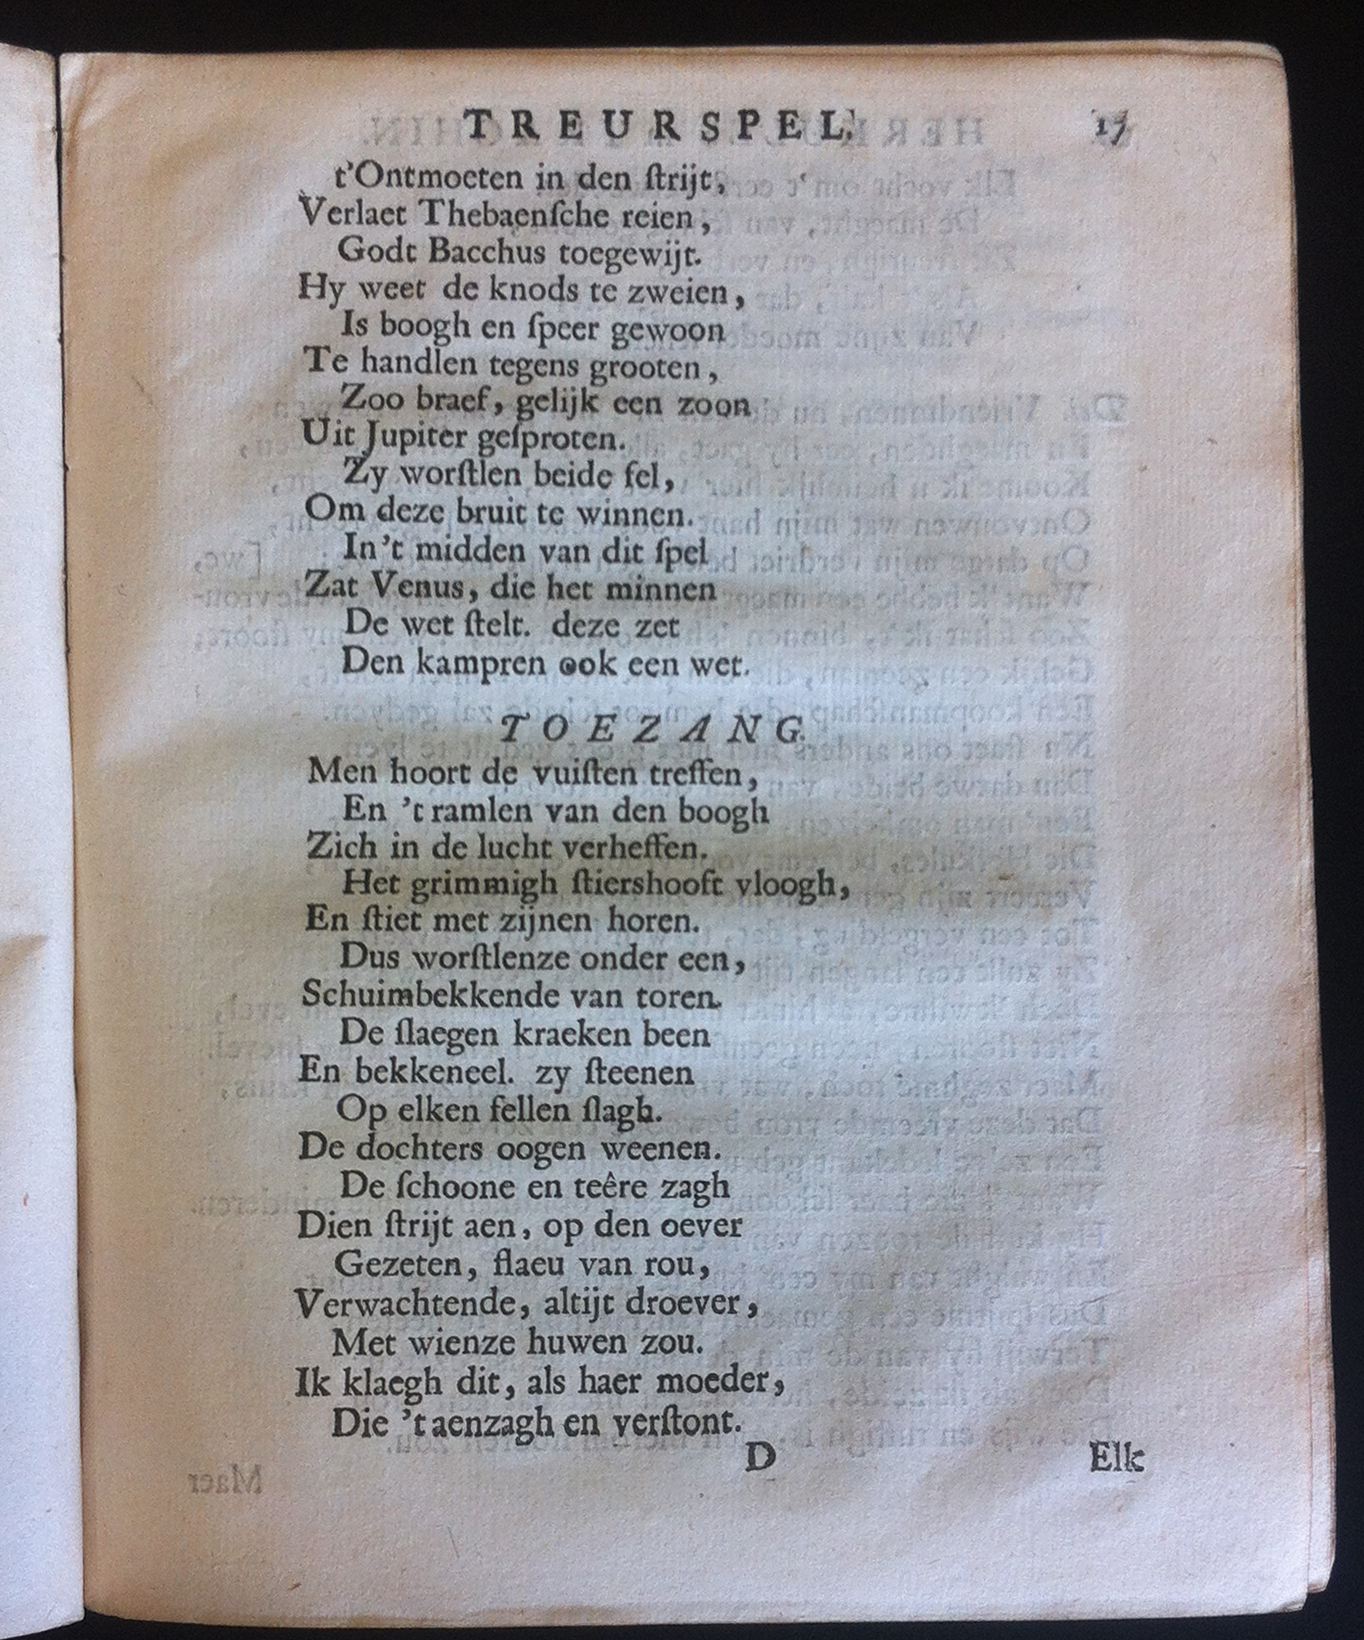 TREURSPEL. 17
t'Ontmoeten in den ſtrijt,
Verlaet Thebaenſche reien,
Godt Bacchus toegewijt.
Hy weet de knods te zweien,
Is boogh en ſpeer gewoon
Te handlen tegens grooten,
Zoo braef, gelijk een zoon
Uit Jupiter geſproten.
Zy worſtlen beide fel,
Om deze bruit te winnen.
In 't midden van dit ſpel
Zat Venus, die het minnen
De wet ſtelt. deze zet
Den kampren ook een wet.
TOEZANG.
Men hoort de vuiſten treffen,
En 't ramlen van den boogh
Zich in de lucht verheffen.
Het grimmigh ſtiershooft vloogh,
En ſtiet met zijnen horen.
Dus worſtlenze onder een,
Schuimbekkende van toren.
De ſlaegen kraeken been
En bekkeneel. zy ſteenen
Op elken fellen ſlagh.
De dochters oogen weenen.
De ſchoone en teêre zagh
Dien ſtrijt aen, op den oever
Gezeten, flaeu van rou,
Verwachtende, altijt droever,
Met wienze huwen zou.
Ik klaegh dit, als haer moeder,
Die 't aenzagh en verſtont.
D Elk